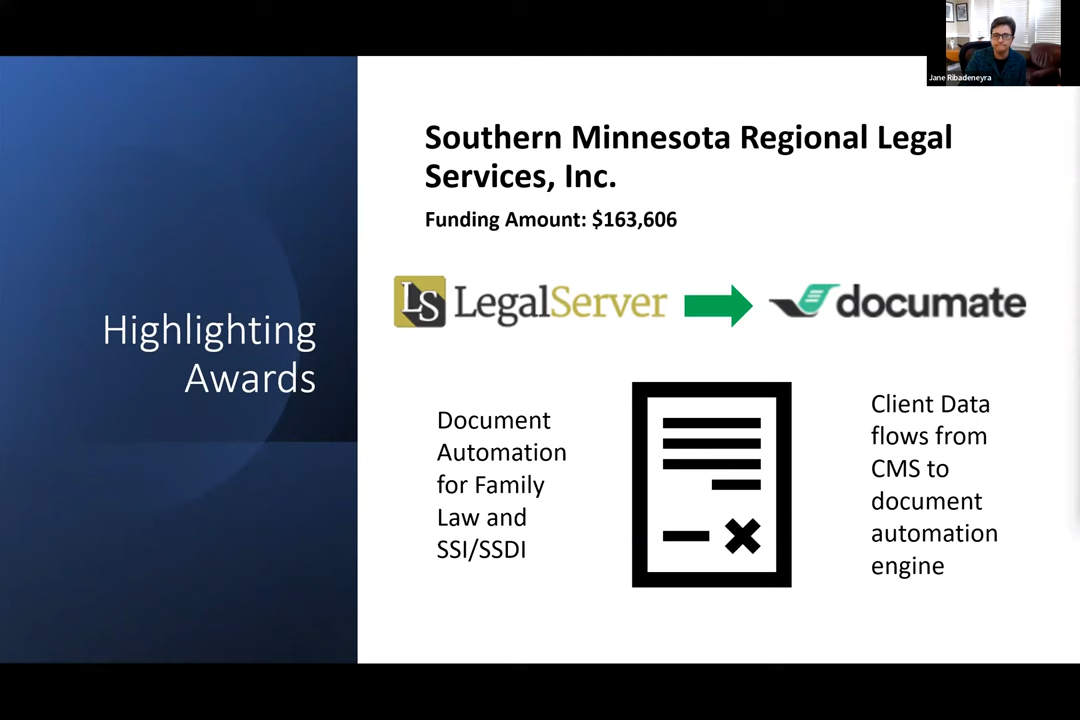 Jane Ribadeneyra
Southern Minnesota Regional Legal
Services, Inc.
Funding Amount: $163,606
LS LegalServer
documate
Highlighting
Awards
Document
Automation
for Family
Law and
SSI/SSDI
Client Data
flows from
CMS to
document
automation
engine